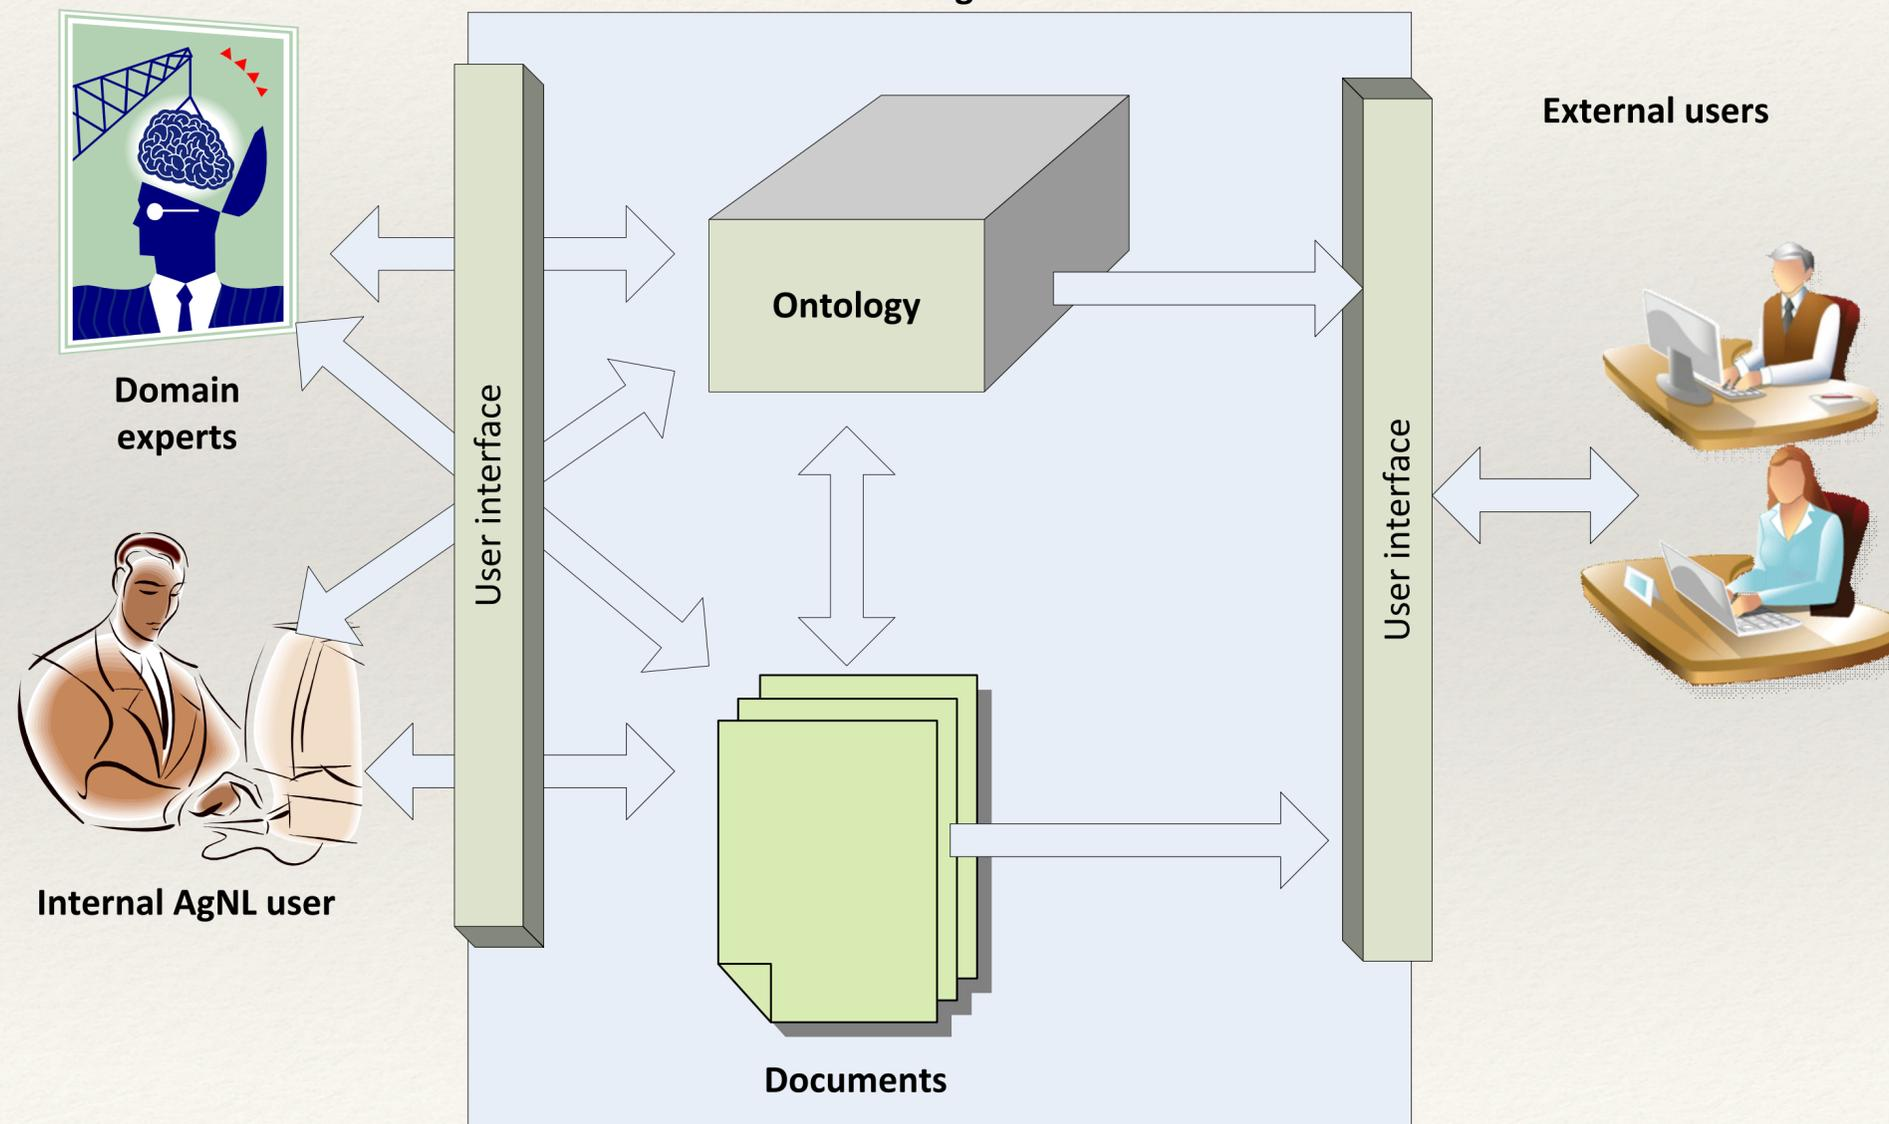 External users
Ontology
Domain
experts
User interface
User interface
Internal AgNL user
Documents